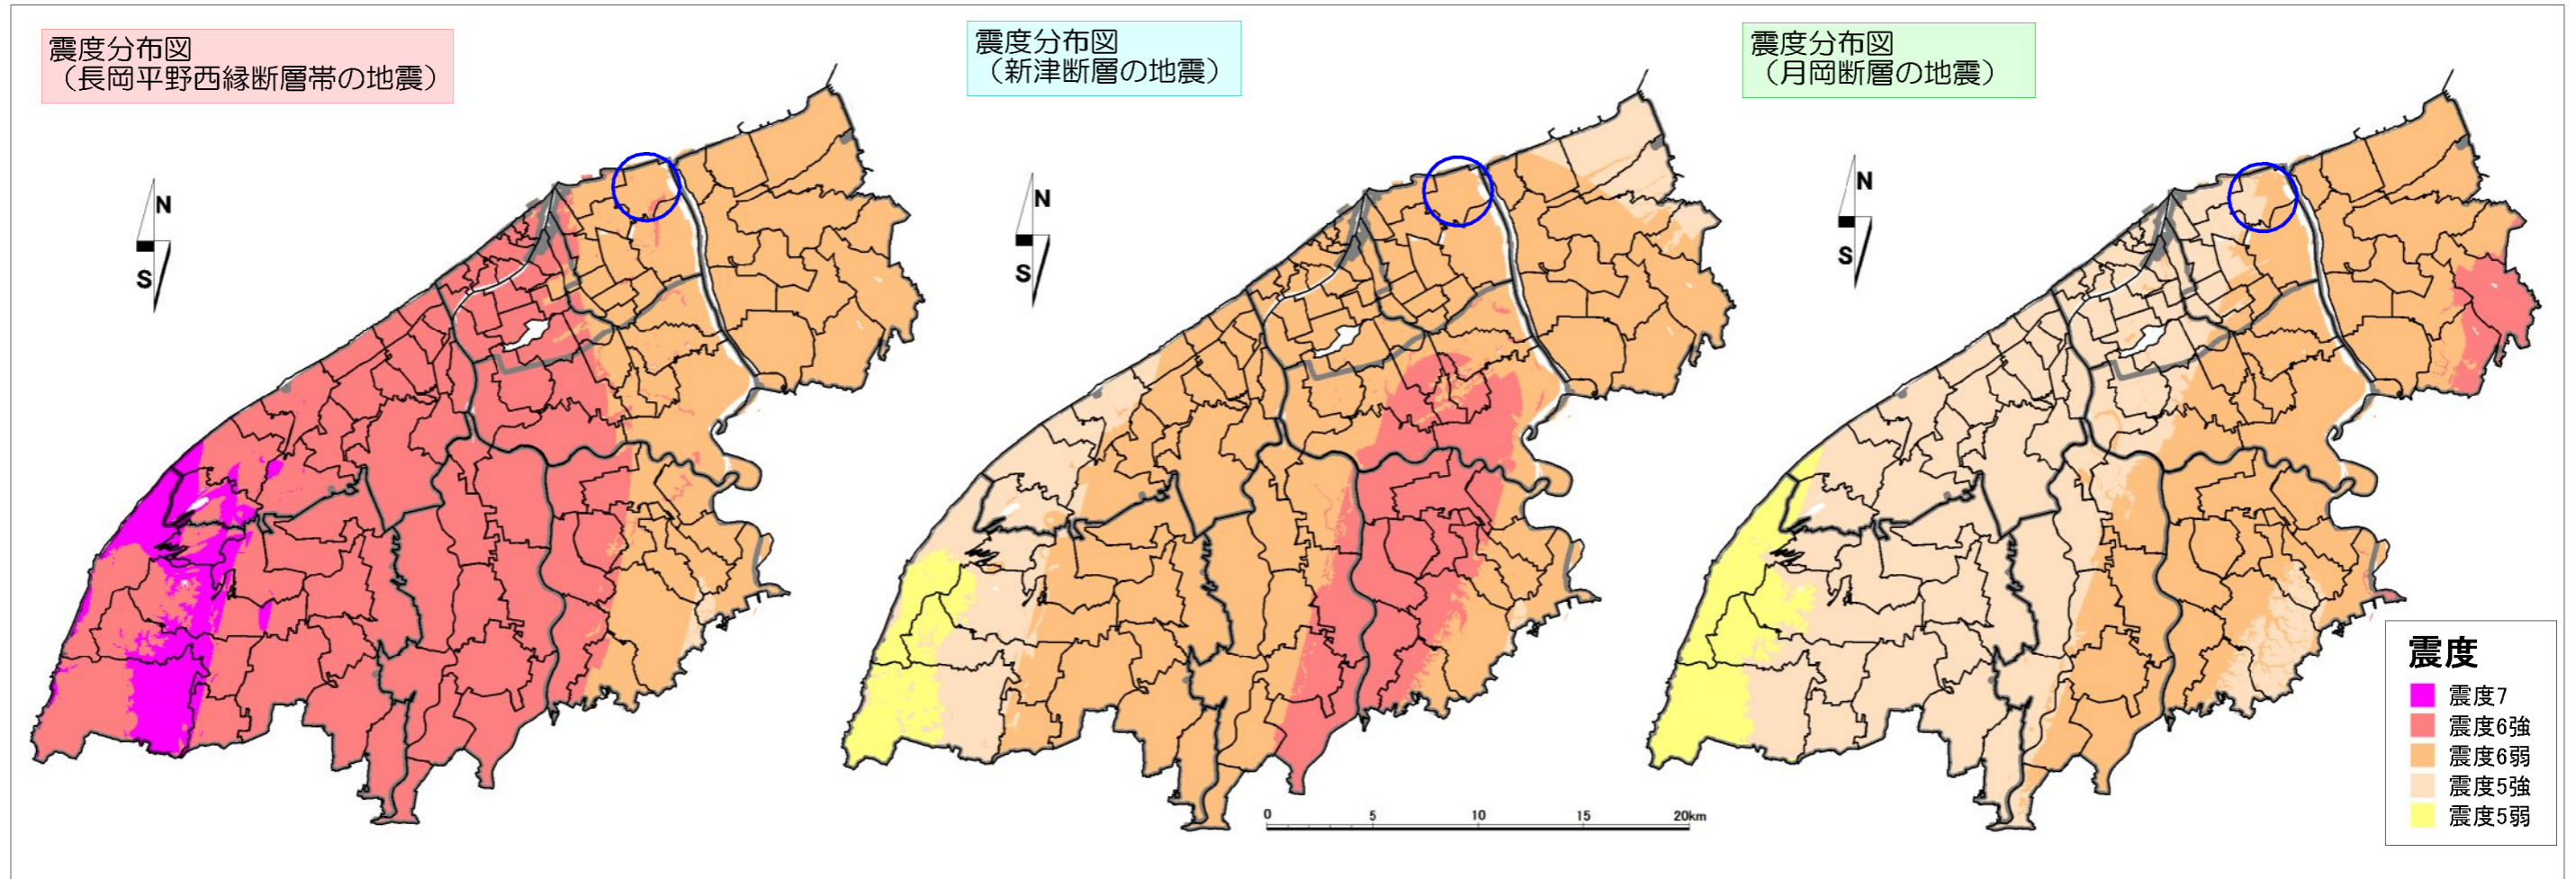 震度分布図
（長岡平野西縁断層帯の地震）
震度分布図
（新津断層の地震）
震度分布図
（月岡断層の地震）
N
S
N
S
N
S
0 5 10 15 20km
震度
震度7
震度6強
震度6弱
震度5強
震度5弱